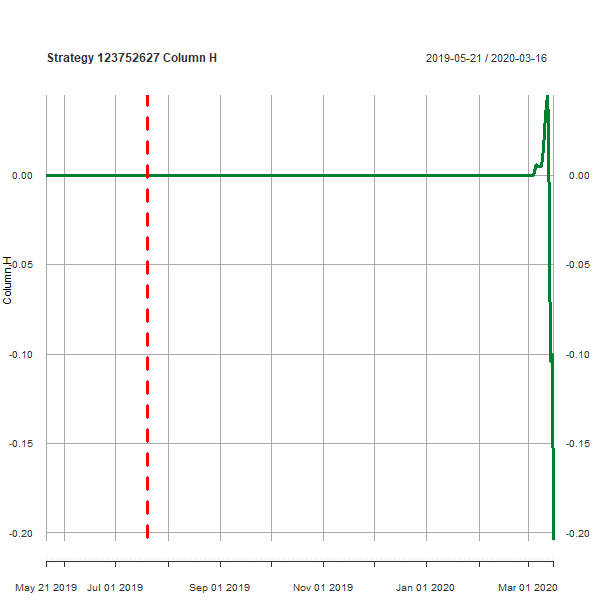 Strategy 123752627 Column H
2019-05-21 / 2020-03-16
0.00
0.00
-0.05
-0.05
Column.H
-0.10
-0.10
-0.15
-0.15
-0.20
-0.20
May 21 2019
Jul 01 2019
Sep 01 2019
Nov 01 2019
Jan 01 2020
Mar 01 2020